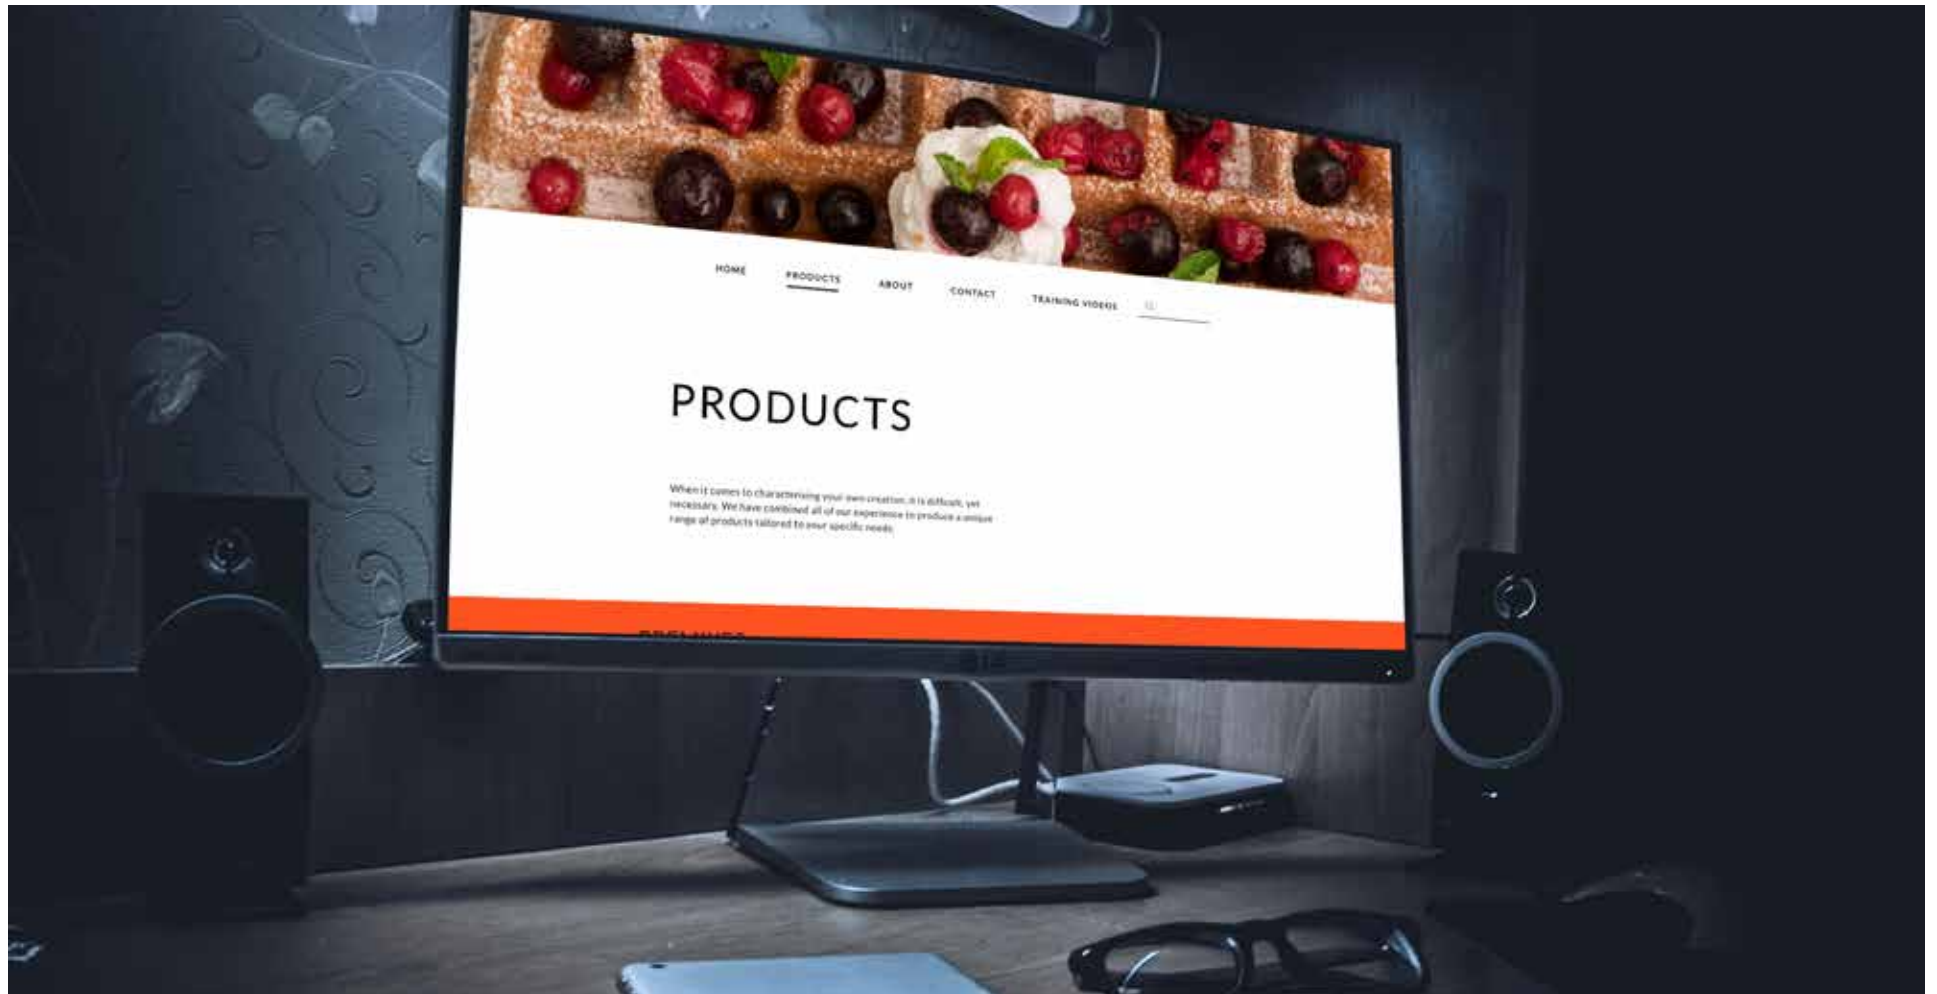 HOME PRODUCTS ABOUT CONTACT TRAINING VIDEOS
PRODUCTS
When it comes to characterising your own creation, it is difficult, yet
necessary. We have combined all of our experience to produce a unique
range of products tailored to your specific needs.